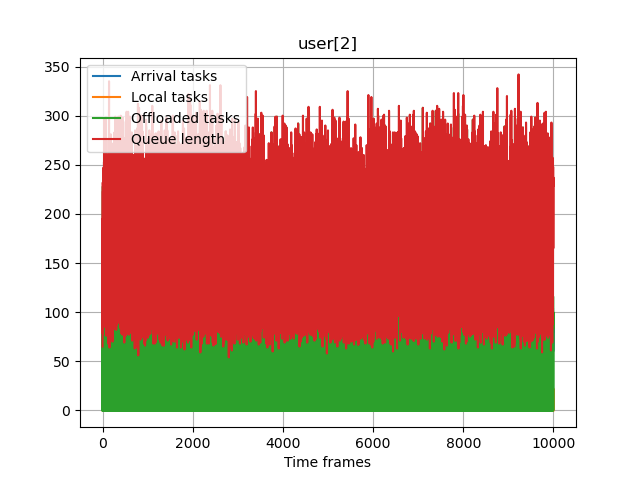 user[2]
Arrival tasks
Local tasks
Offloaded tasks
Queue length
350
300
250
200
150
100
50
0
0 2000 4000 6000 8000 10000
Time frames